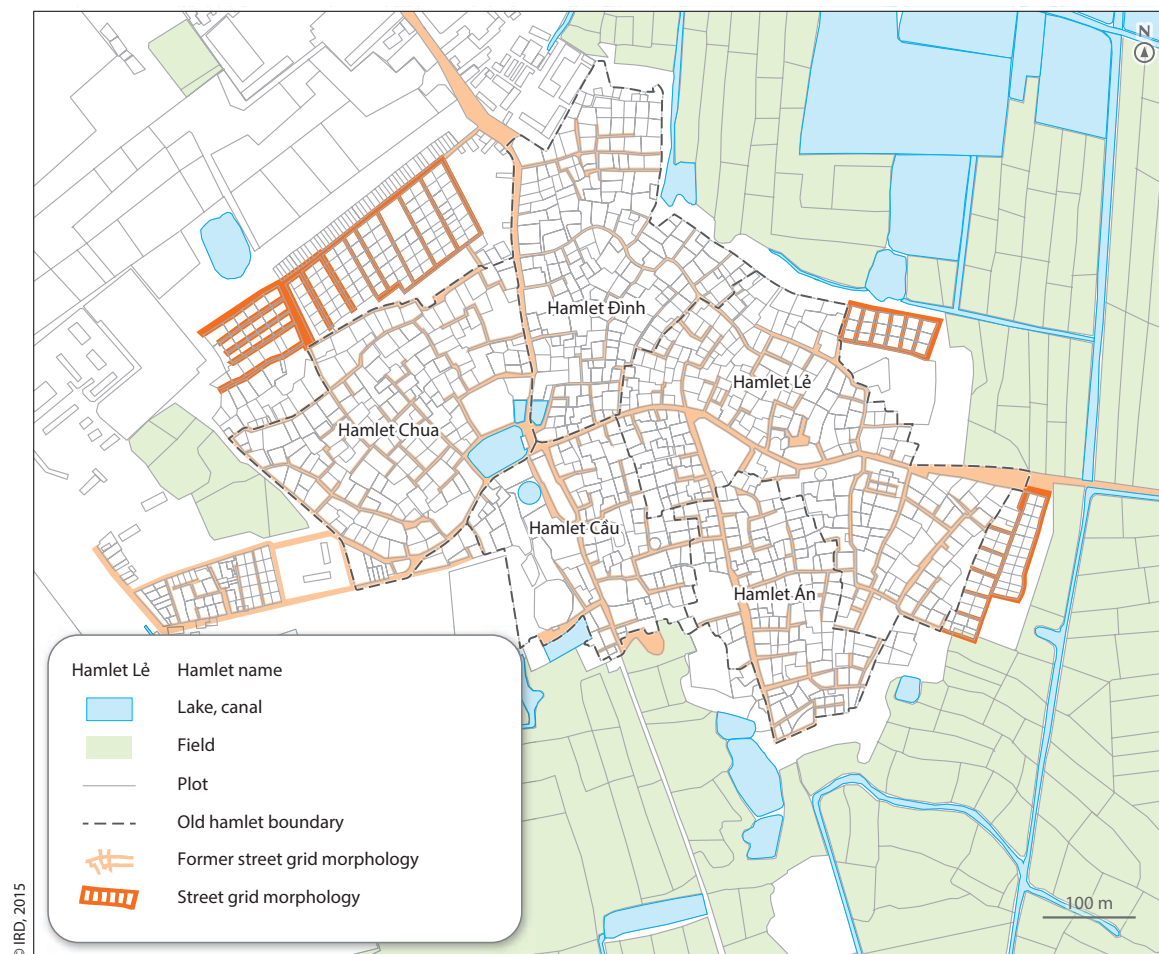 N
Hamlet Đình
Hamlet Lẻ
Hamlet Chua
Hamlet Cầu
Hamlet Án
Hamlet Lẻ
Hamlet name
Lake, canal
Field
Plot
Old hamlet boundary
Former street grid morphology
Street grid morphology
100 m
© IRD, 2015